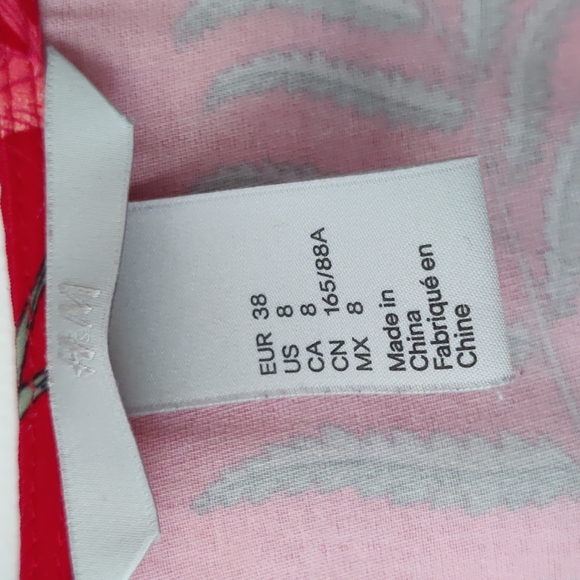 H&M
EUR 38
US 8
CA 8
CN 165/88A
MX 8
Made in
China
Fabriqué en
Chine